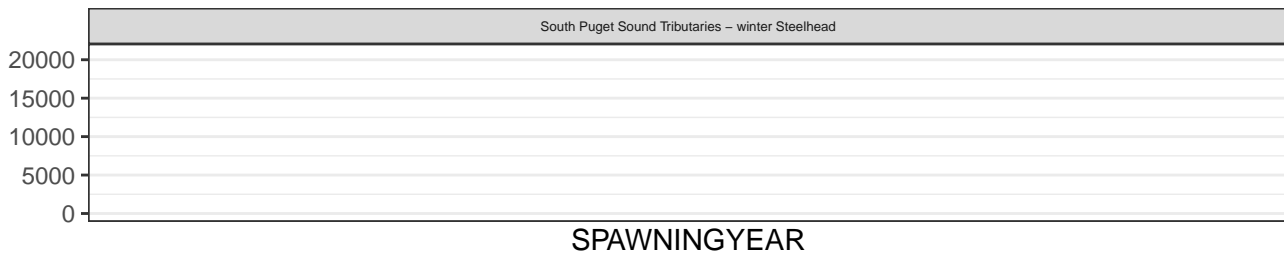 South Puget Sound Tributaries – winter Steelhead
20000
15000
10000
5000
0
SPAWNINGYEAR